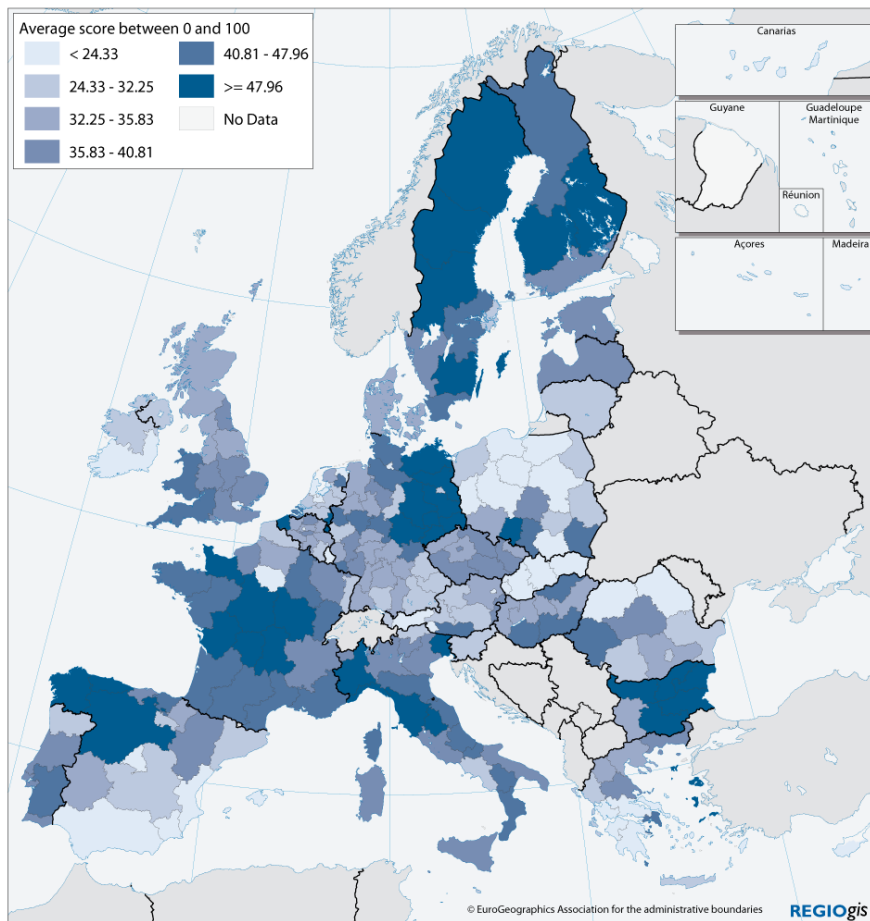 Average score between 0 and 100
< 24.33
24.33 - 32.25
32.25 - 35.83
35.83 - 40.81
40.81 - 47.96
>= 47.96
No Data
Canarias
Guyane
Guadeloupe
Martinique
Réunion
Açores
Madeira
© EuroGeographics Association for the administrative boundaries
REGIOgis